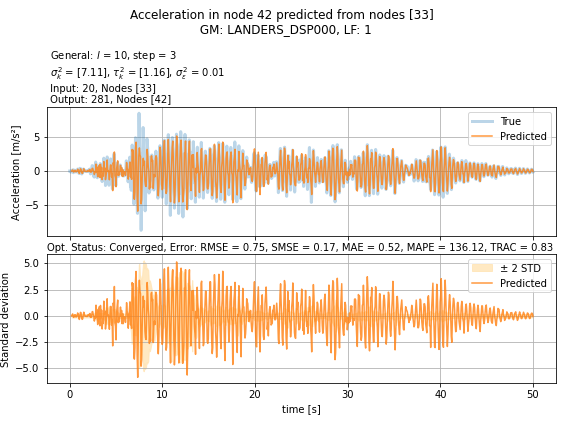 Acceleration in node 42 predicted from nodes [33]
GM: LANDERS_DSP000, LF: 1
General: l = 10, step = 3
σ²ₖ = [7.11], τ²ₖ = [1.16], σ²ε = 0.01
Input: 20, Nodes [33]
Output: 281, Nodes [42]
True
Predicted
Acceleration [m/s²]
5
0
−5
Opt. Status: Converged, Error: RMSE = 0.75, SMSE = 0.17, MAE = 0.52, MAPE = 136.12, TRAC = 0.83
± 2 STD
Predicted
Standard deviation
5.0
2.5
0.0
−2.5
−5.0
0 10 20 30 40 50
time [s]